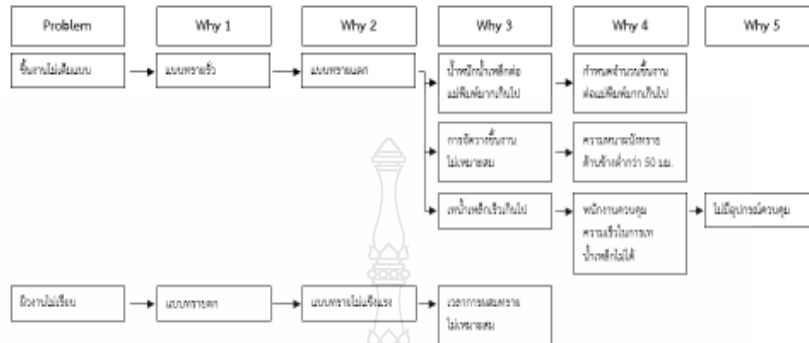 Problem
Why 1
Why 2
Why 3
Why 4
Why 5
ชิ้นงานไม่เต็มแบบ
แบบทรายรั่ว
แบบทรายแตก
น้ำหนักน้ำเหล็กต่อ
แม่พิมพ์มากเกินไป
กำหนดจำนวนชิ้นงาน
ต่อแม่พิมพ์มากเกินไป
การจัดวางชิ้นงาน
ไม่เหมาะสม
ความหนาผนังทราย
ด้านข้างต่ำกว่า 50 มม.
เทน้ำเหล็กเร็วเกินไป
พนักงานควบคุม
ความเร็วในการเท
น้ำเหล็กไม่ได้
ไม่มีอุปกรณ์ควบคุม
ผิวงานไม่เรียบ
แบบทรายตก
แบบทรายไม่แข็งแรง
เวลาการผสมทราย
ไม่เหมาะสม